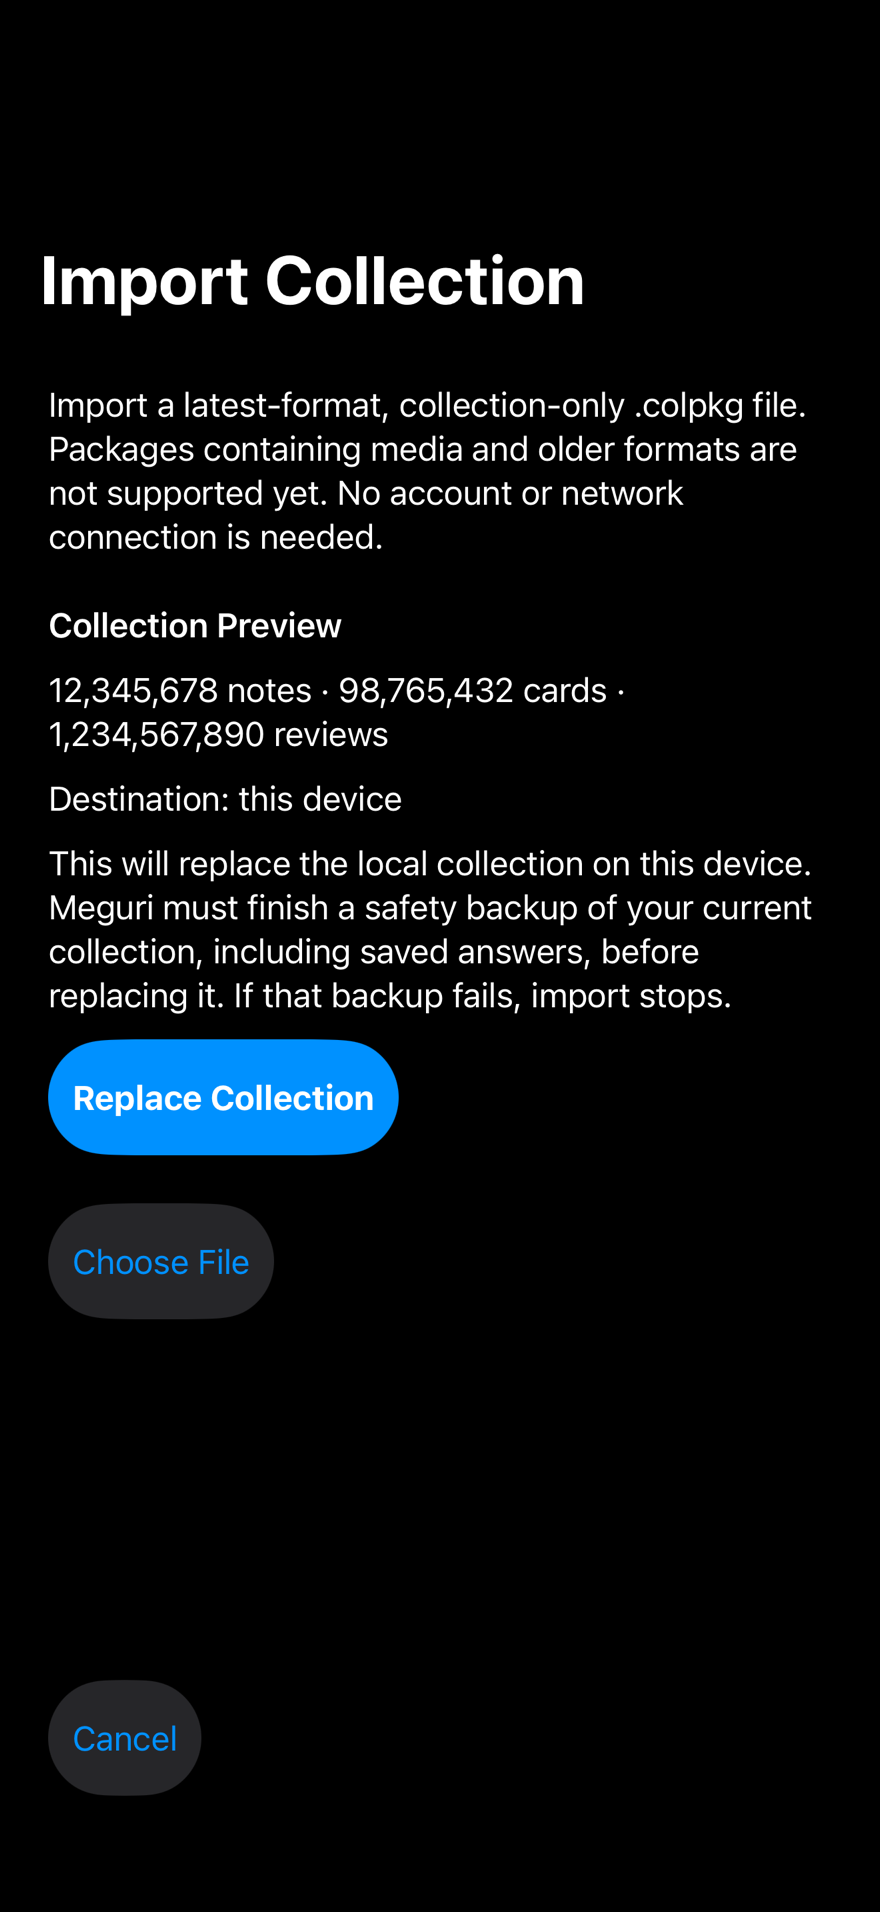 Import Collection
Import a latest-format, collection-only .colpkg file.
Packages containing media and older formats are
not supported yet. No account or network
connection is needed.
Collection Preview
12,345,678 notes · 98,765,432 cards ·
1,234,567,890 reviews
Destination: this device
This will replace the local collection on this device.
Meguri must finish a safety backup of your current
collection, including saved answers, before
replacing it. If that backup fails, import stops.
Replace Collection
Choose File
Cancel